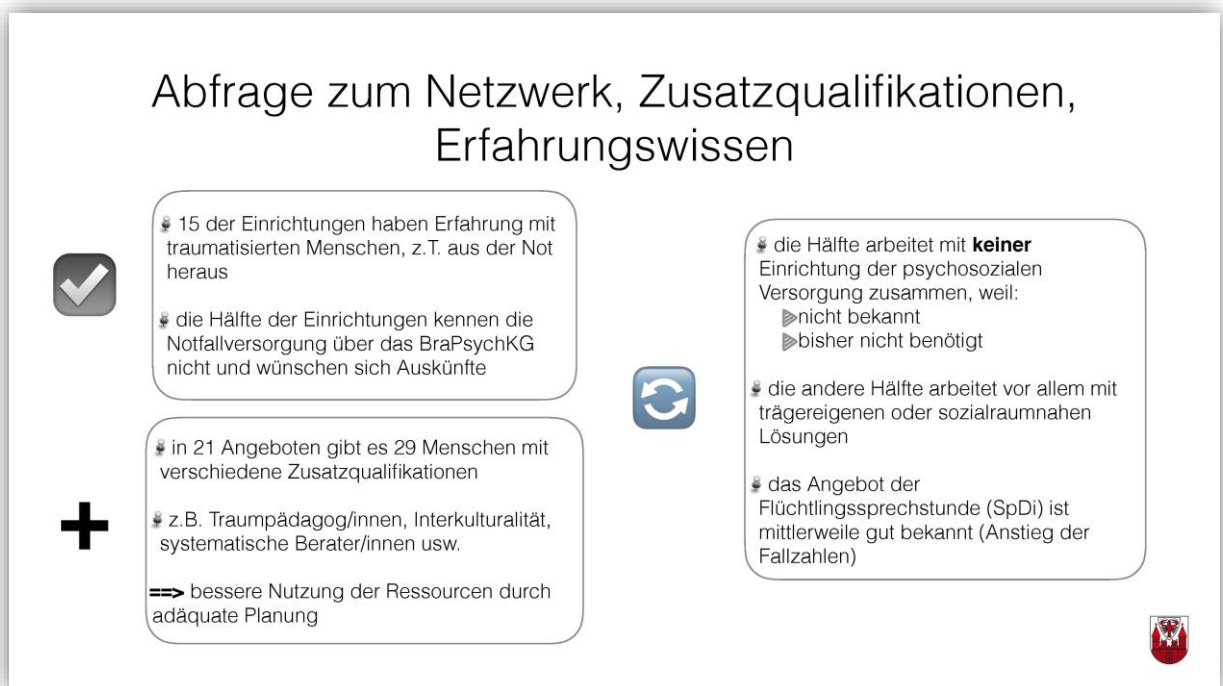 Abfrage zum Netzwerk, Zusatzqualifikationen,
Erfahrungswissen
15 der Einrichtungen haben Erfahrung mit
traumatisierten Menschen, z.T. aus der Not
heraus
die Hälfte der Einrichtungen kennen die
Notfallversorgung über das BraPsychKG
nicht und wünschen sich Auskünfte
in 21 Angeboten gibt es 29 Menschen mit
verschiedene Zusatzqualifikationen
z.B. Traumpädagog/innen, Interkulturalität,
systematische Berater/innen usw.
==> bessere Nutzung der Ressourcen durch
adäquate Planung
die Hälfte arbeitet mit keiner
Einrichtung der psychosozialen
Versorgung zusammen, weil:
nicht bekannt
bisher nicht benötigt
die andere Hälfte arbeitet vor allem mit
trägereigenen oder sozialraumnahen
Lösungen
das Angebot der
Flüchtlingssprechstunde (SpDi) ist
mittlerweile gut bekannt (Anstieg der
Fallzahlen)